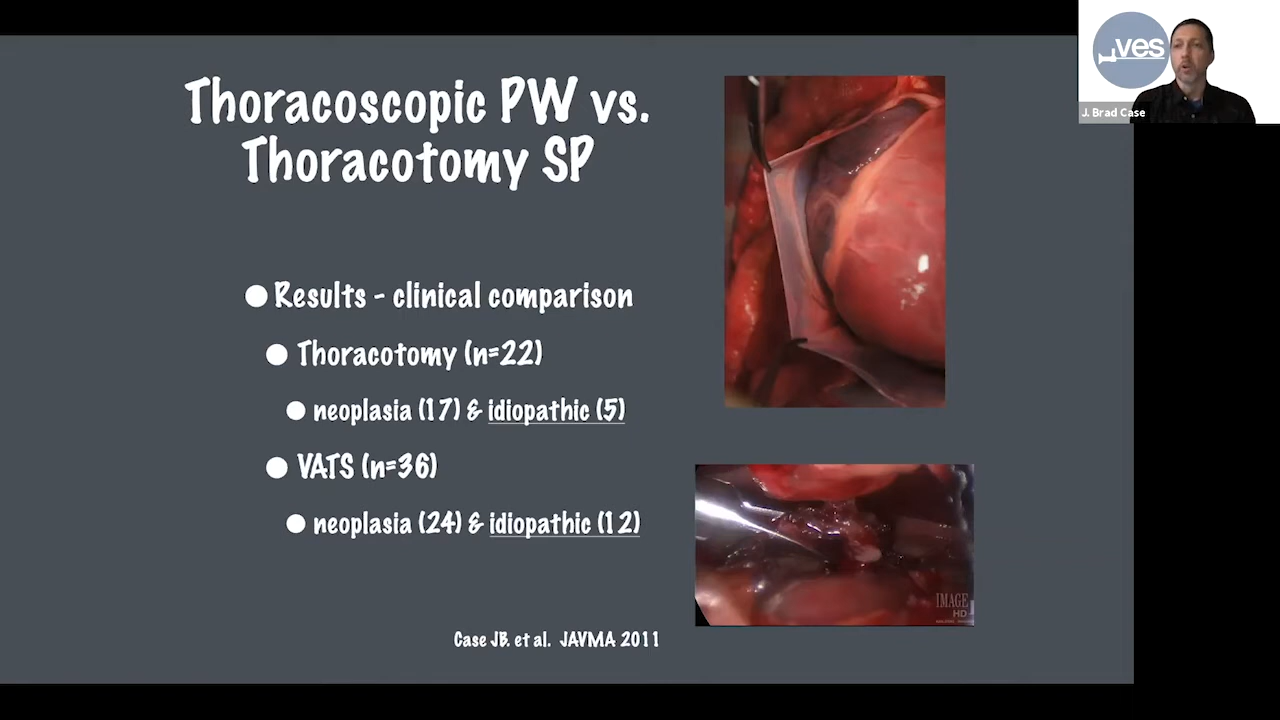 Thoracoscopic PW vs.
Thoracotomy SP
Results - clinical comparison
Thoracotomy (n=22)
neoplasia (17) & idiopathic (5)
VATS (n=36)
neoplasia (24) & idiopathic (12)
Case JB. et al. JAVMA 2011
IMAGE
HD
ves
J. Brad Case